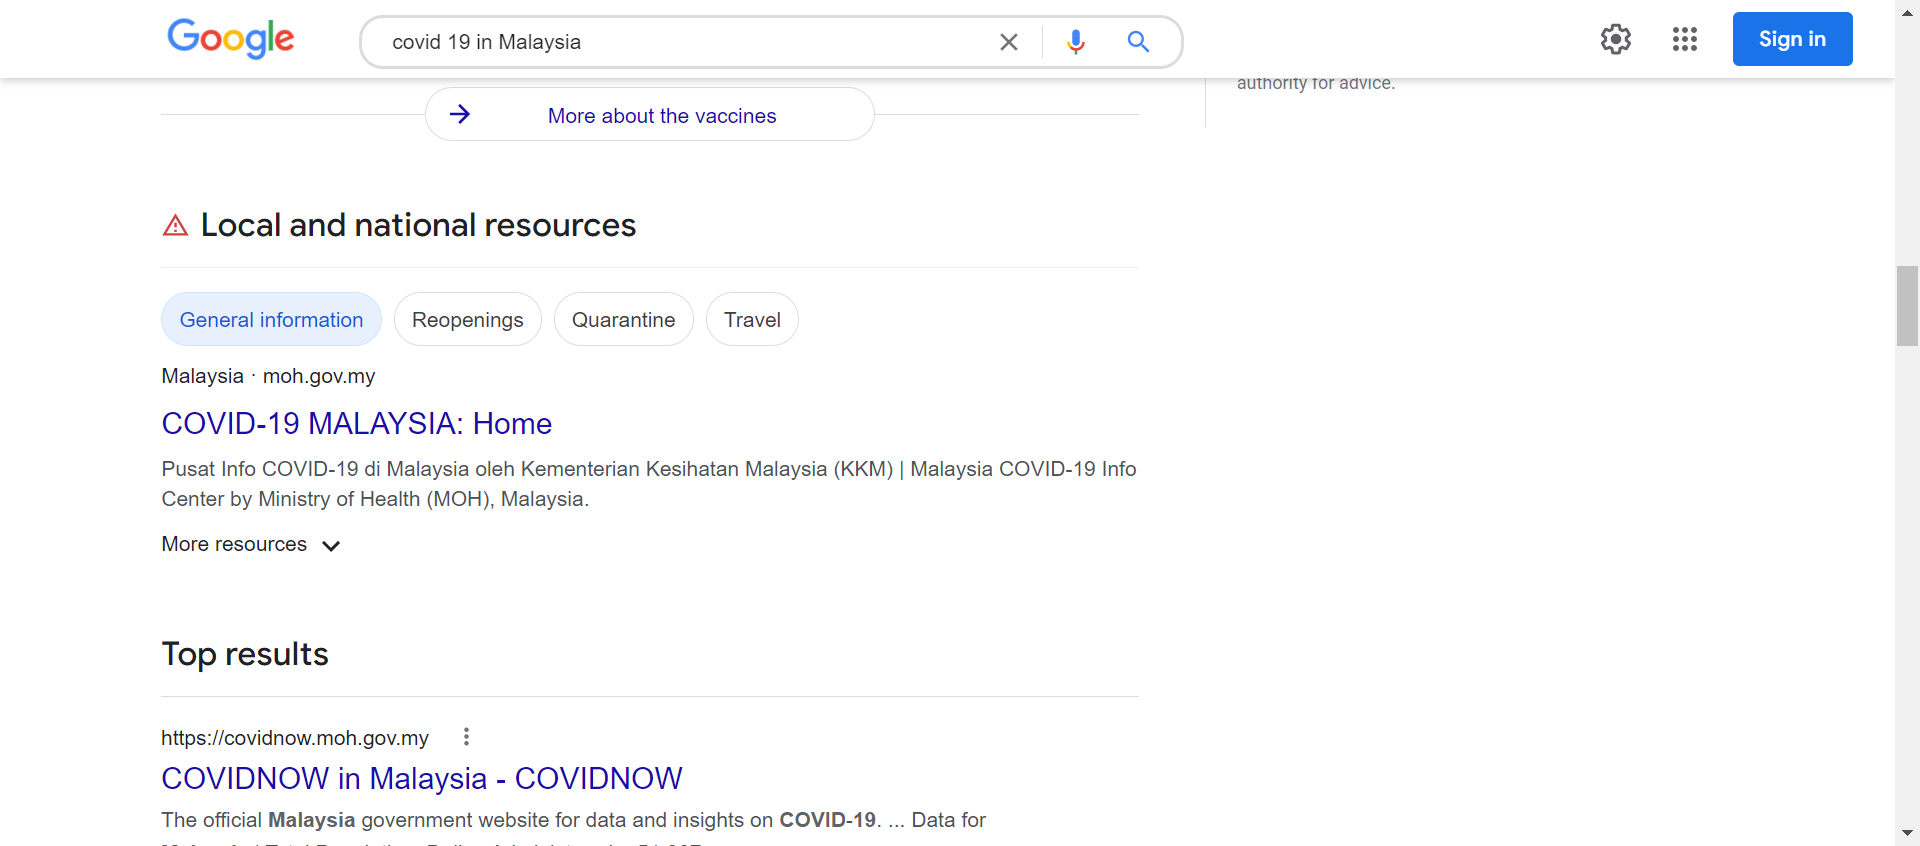 Google
covid 19 in Malaysia
Sign in
authority for advice.
More about the vaccines
Local and national resources
General information
Reopenings
Quarantine
Travel
Malaysia · moh.gov.my
COVID-19 MALAYSIA: Home
Pusat Info COVID-19 di Malaysia oleh Kementerian Kesihatan Malaysia (KKM) | Malaysia COVID-19 Info
Center by Ministry of Health (MOH), Malaysia.
More resources
Top results
https://covidnow.moh.gov.my
COVIDNOW in Malaysia - COVIDNOW
The official Malaysia government website for data and insights on COVID-19. ... Data for